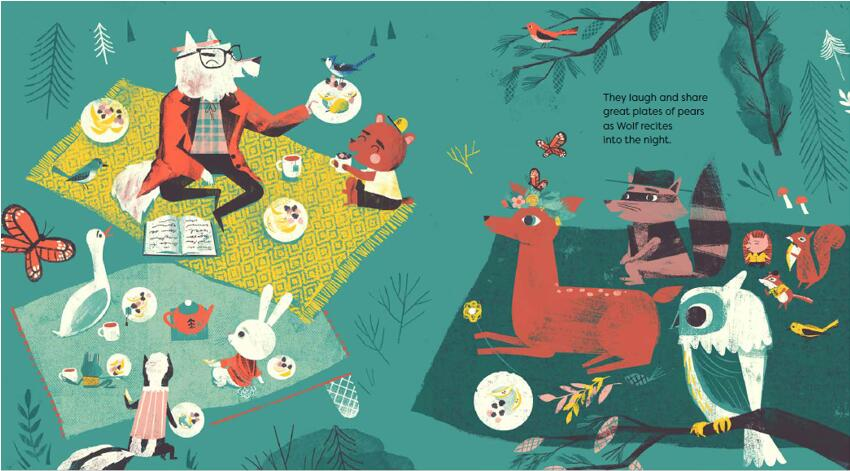 They laugh and share
great plates of pears
as Wolf recites
into the night.